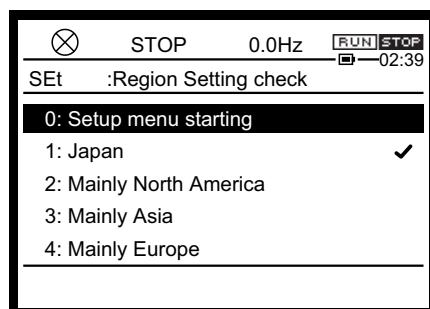 STOP 0.0Hz RUN STOP
02:39
SEt :Region Setting check
0: Setup menu starting
1: Japan
2: Mainly North America
3: Mainly Asia
4: Mainly Europe